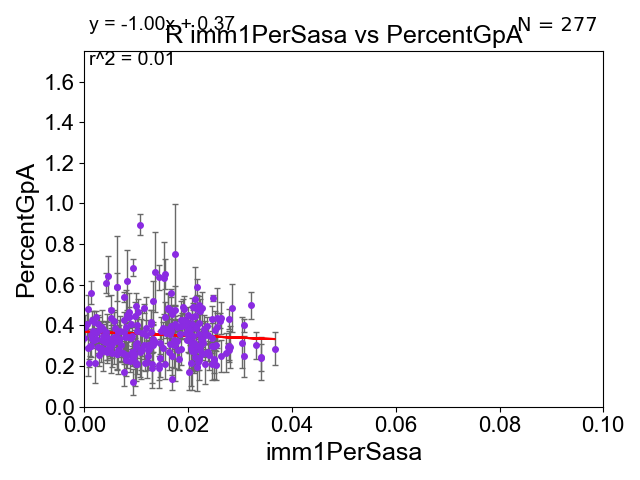 y = -1.00x + 0.37
N = 277
R imm1PerSasa vs PercentGpA
r^2 = 0.01
1.6
1.4
1.2
1.0
0.8
0.6
0.4
0.2
0.0
PercentGpA
0.00 0.02 0.04 0.06 0.08 0.10
imm1PerSasa